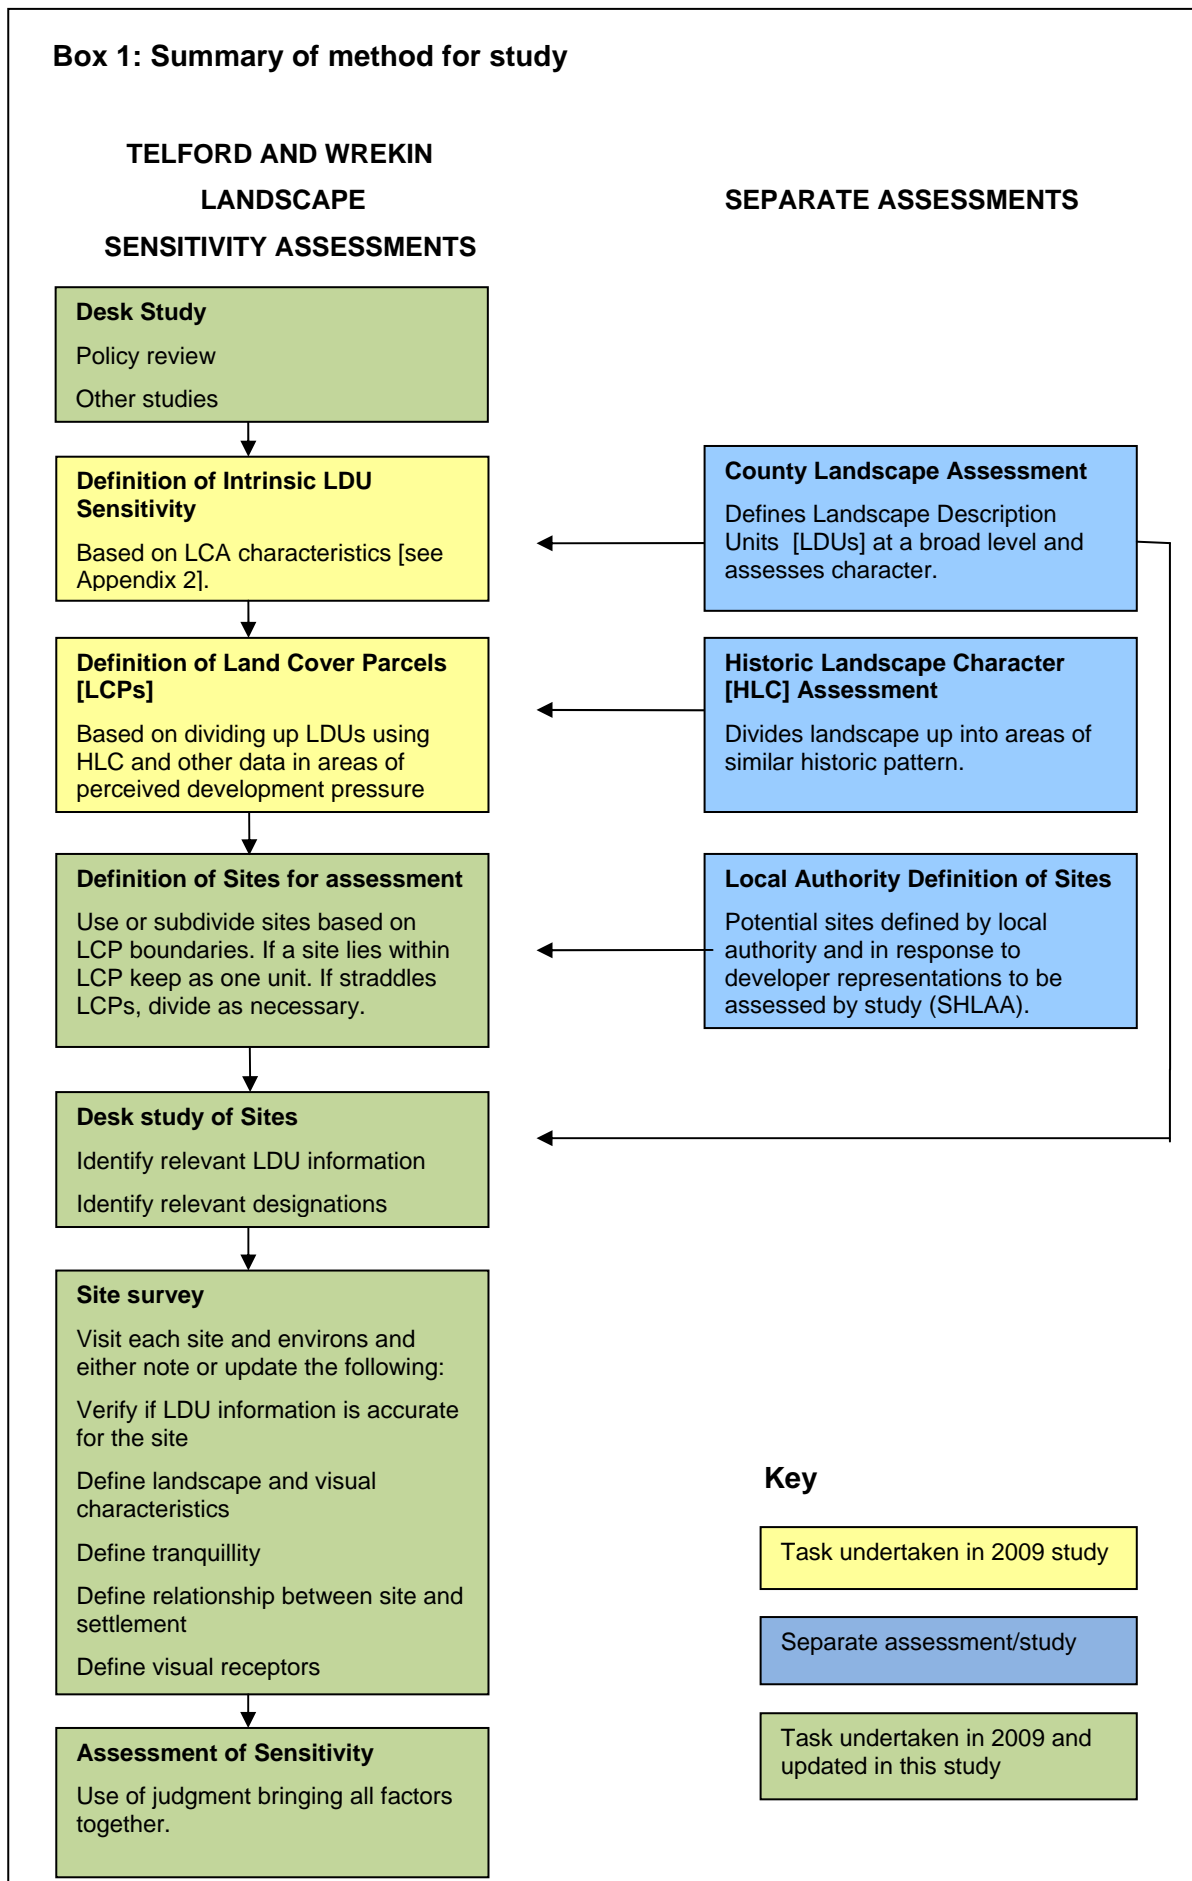 Box 1: Summary of method for study
TELFORD AND WREKIN
LANDSCAPE
SENSITIVITY ASSESSMENTS
SEPARATE ASSESSMENTS
Desk Study
Policy review
Other studies
Definition of Intrinsic LDU
Sensitivity
Based on LCA characteristics [see
Appendix 2].
County Landscape Assessment
Defines Landscape Description
Units [LDUs] at a broad level and
assesses character.
Definition of Land Cover Parcels
[LCPs]
Based on dividing up LDUs using
HLC and other data in areas of
perceived development pressure
Historic Landscape Character
[HLC] Assessment
Divides landscape up into areas of
similar historic pattern.
Definition of Sites for assessment
Use or subdivide sites based on
LCP boundaries. If a site lies within
LCP keep as one unit. If straddles
LCPs, divide as necessary.
Local Authority Definition of Sites
Potential sites defined by local
authority and in response to
developer representations to be
assessed by study (SHLAA).
Desk study of Sites
Identify relevant LDU information
Identify relevant designations
Site survey
Visit each site and environs and
either note or update the following:
Verify if LDU information is accurate
for the site
Define landscape and visual
characteristics
Define tranquillity
Define relationship between site and
settlement
Define visual receptors
Assessment of Sensitivity
Use of judgment bringing all factors
together.
Key
Task undertaken in 2009 study
Separate assessment/study
Task undertaken in 2009 and
updated in this study